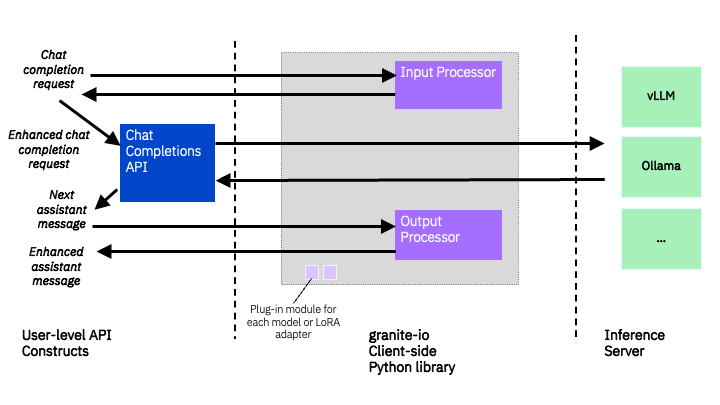 Chat
completion
request
Input Processor
vLLM
Enhanced chat
completion
request
Chat
Completions
API
Ollama
Next
assistant
message
Output
Processor
...
Enhanced
assistant
message
Plug-in module for
each model or LoRA
adapter
User-level API
Constructs
granite-io
Client-side
Python library
Inference
Server